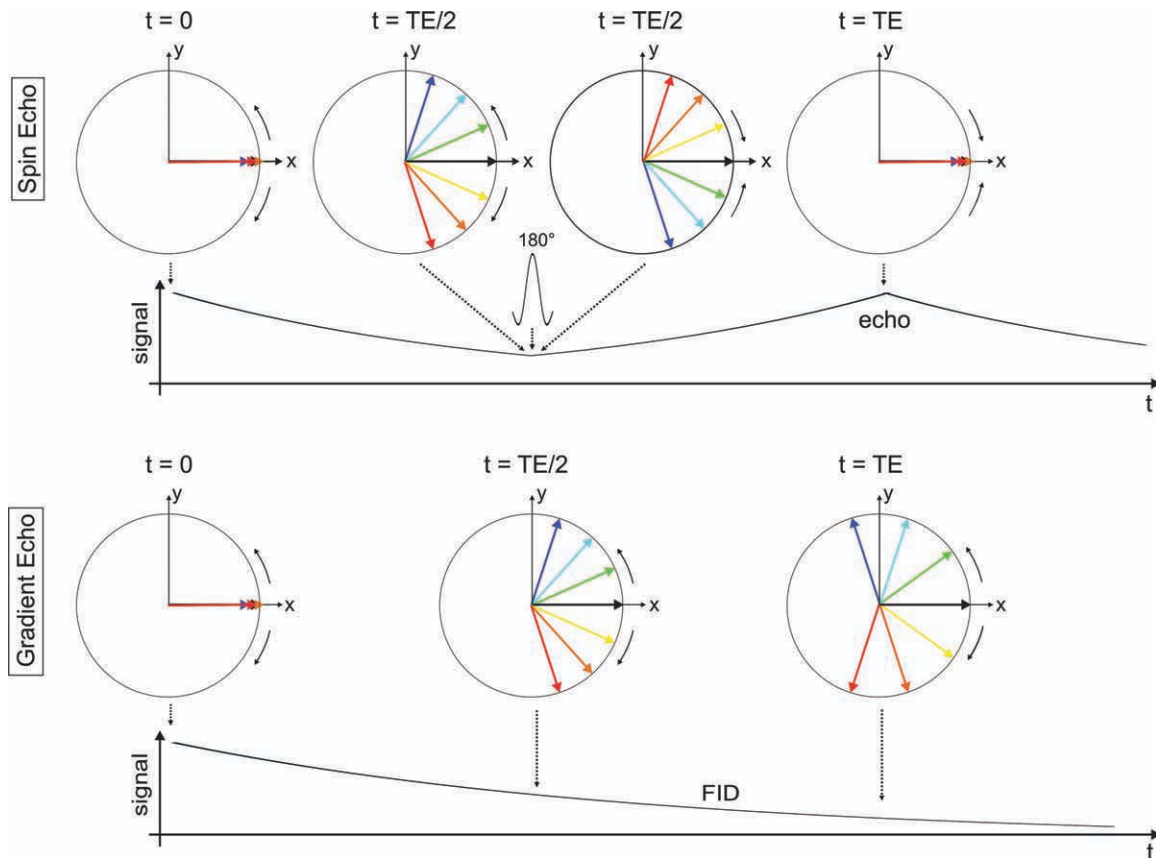 t = 0
t = TE/2
t = TE/2
t = TE
Spin Echo
y
y
y
y
x
x
x
x
180°
signal
echo
t
t = 0
t = TE/2
t = TE
Gradient Echo
y
y
y
x
x
x
signal
FID
t